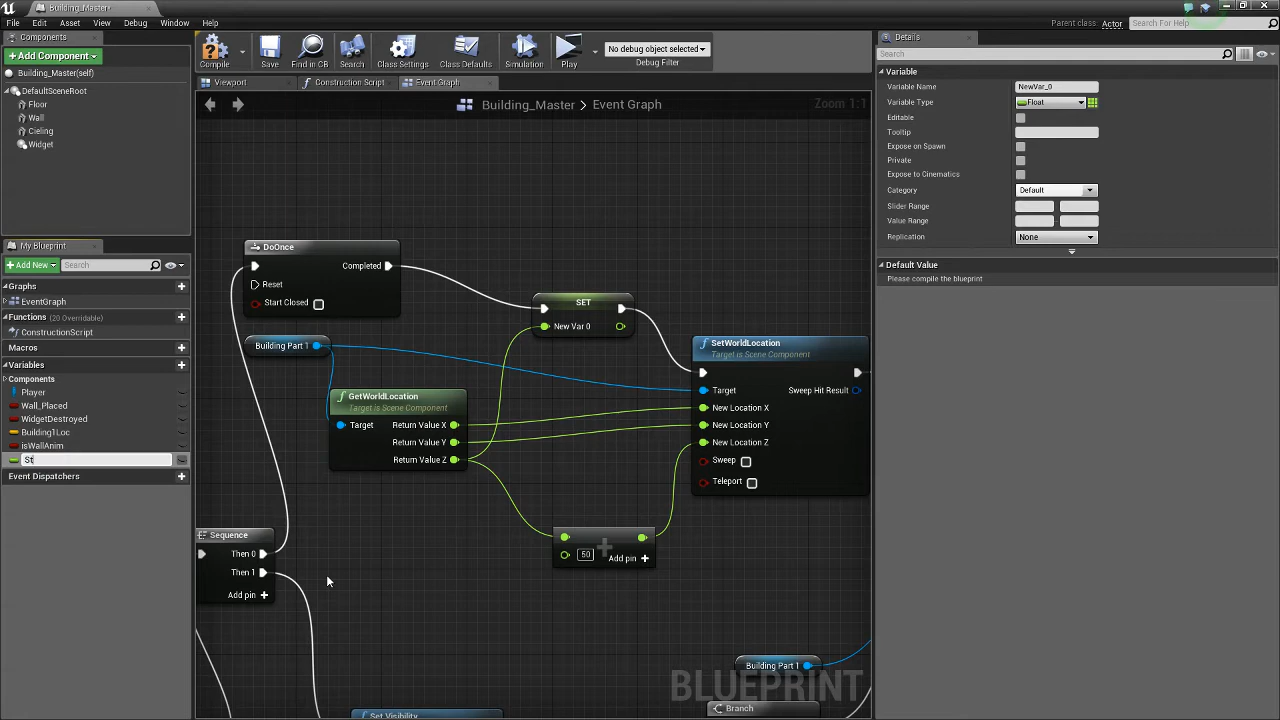 Building_Master*
File Edit Asset View Debug Window Help
Parent class: Actor
Search For Help
Components
+ Add Component
Building_Master(self)
DefaultSceneRoot
Floor
Wall
Cieling
Widget
My Blueprint
+ Add New
Search
Graphs
EventGraph
Functions (20 Overridable)
ConstructionScript
Macros
Variables
Components
Player
Wall_Placed
WidgetDestroyed
Building1Loc
isWallAnim
St
Event Dispatchers
Compile
Save
Find in CB
Search
Class Settings
Class Defaults
Simulation
Play
No debug object selected
Debug Filter
Viewport
Construction Script
Event Graph
Building_Master > Event Graph
Zoom 1:1
DoOnce
Completed
Reset
Start Closed
SET
New Var 0
Building Part 1
GetWorldLocation
Target is Scene Component
Target
Return Value X
Return Value Y
Return Value Z
SetWorldLocation
Target is Scene Component
Target
Sweep Hit Result
New Location X
New Location Y
New Location Z
Sweep
Teleport
50
Add pin +
Sequence
Then 0
Then 1
Add pin +
Building Part 1
Branch
Set Visibility
BLUEPRINT
Details
Search
Variable
Variable Name
NewVar_0
Variable Type
Float
Editable
Tooltip
Expose on Spawn
Private
Expose to Cinematics
Category
Default
Slider Range
Value Range
Replication
None
Default Value
Please compile the blueprint